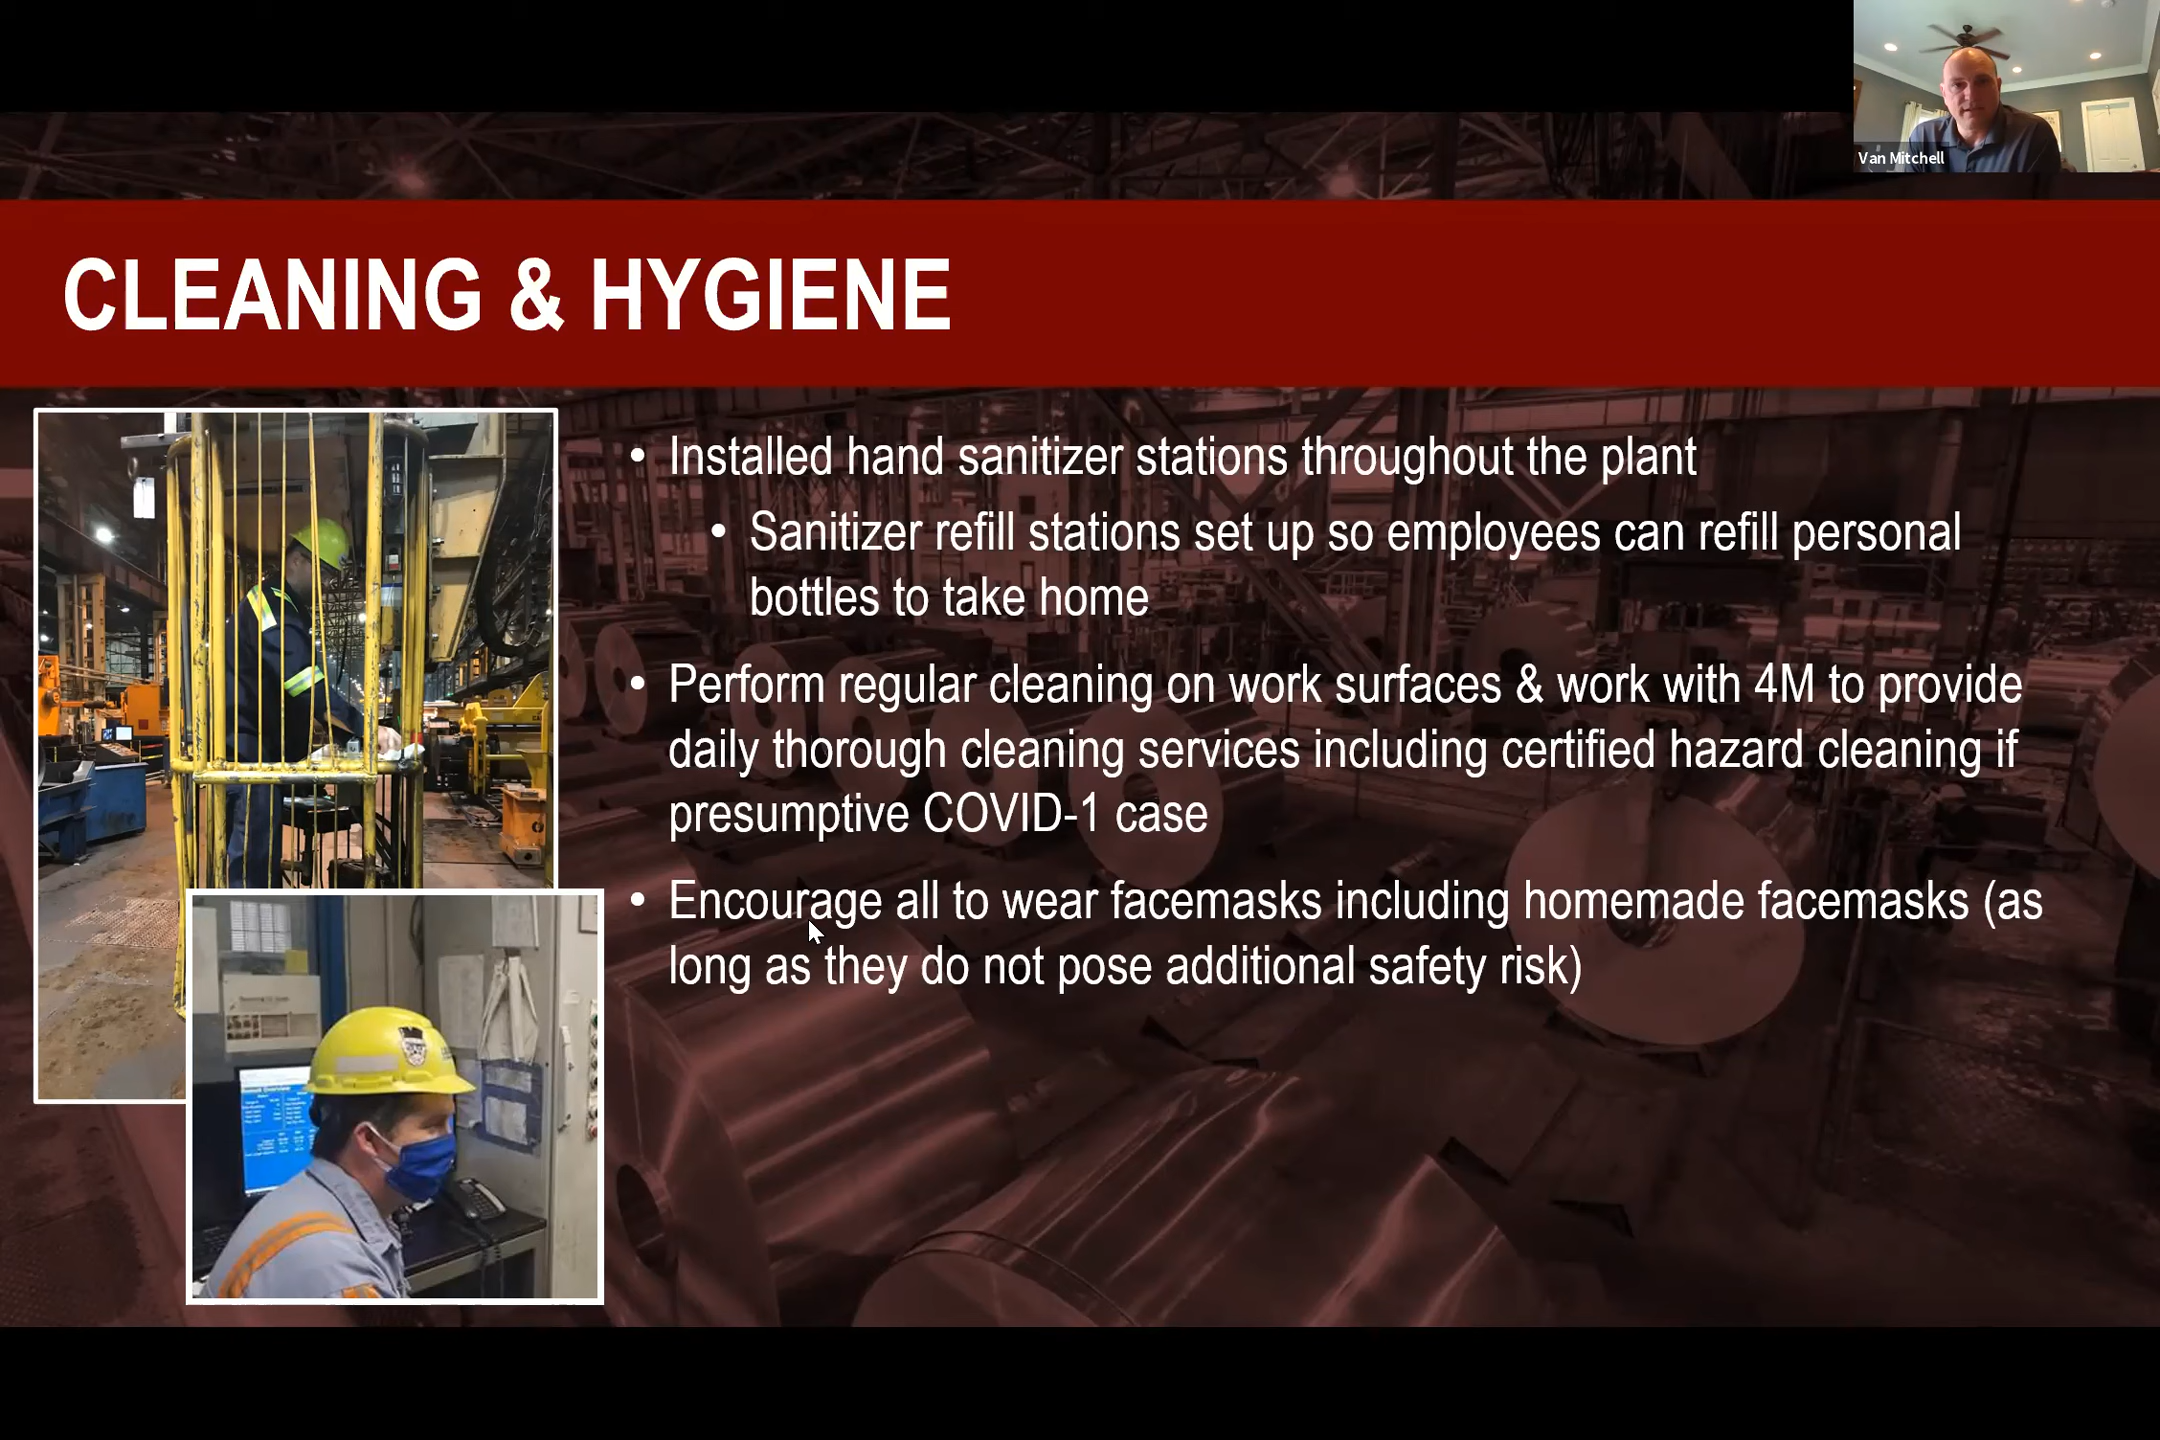 Van Mitchell
CLEANING & HYGIENE
• Installed hand sanitizer stations throughout the plant
• Sanitizer refill stations set up so employees can refill personal
bottles to take home
• Perform regular cleaning on work surfaces & work with 4M to provide
daily thorough cleaning services including certified hazard cleaning if
presumptive COVID-1 case
• Encourage all to wear facemasks including homemade facemasks (as
long as they do not pose additional safety risk)